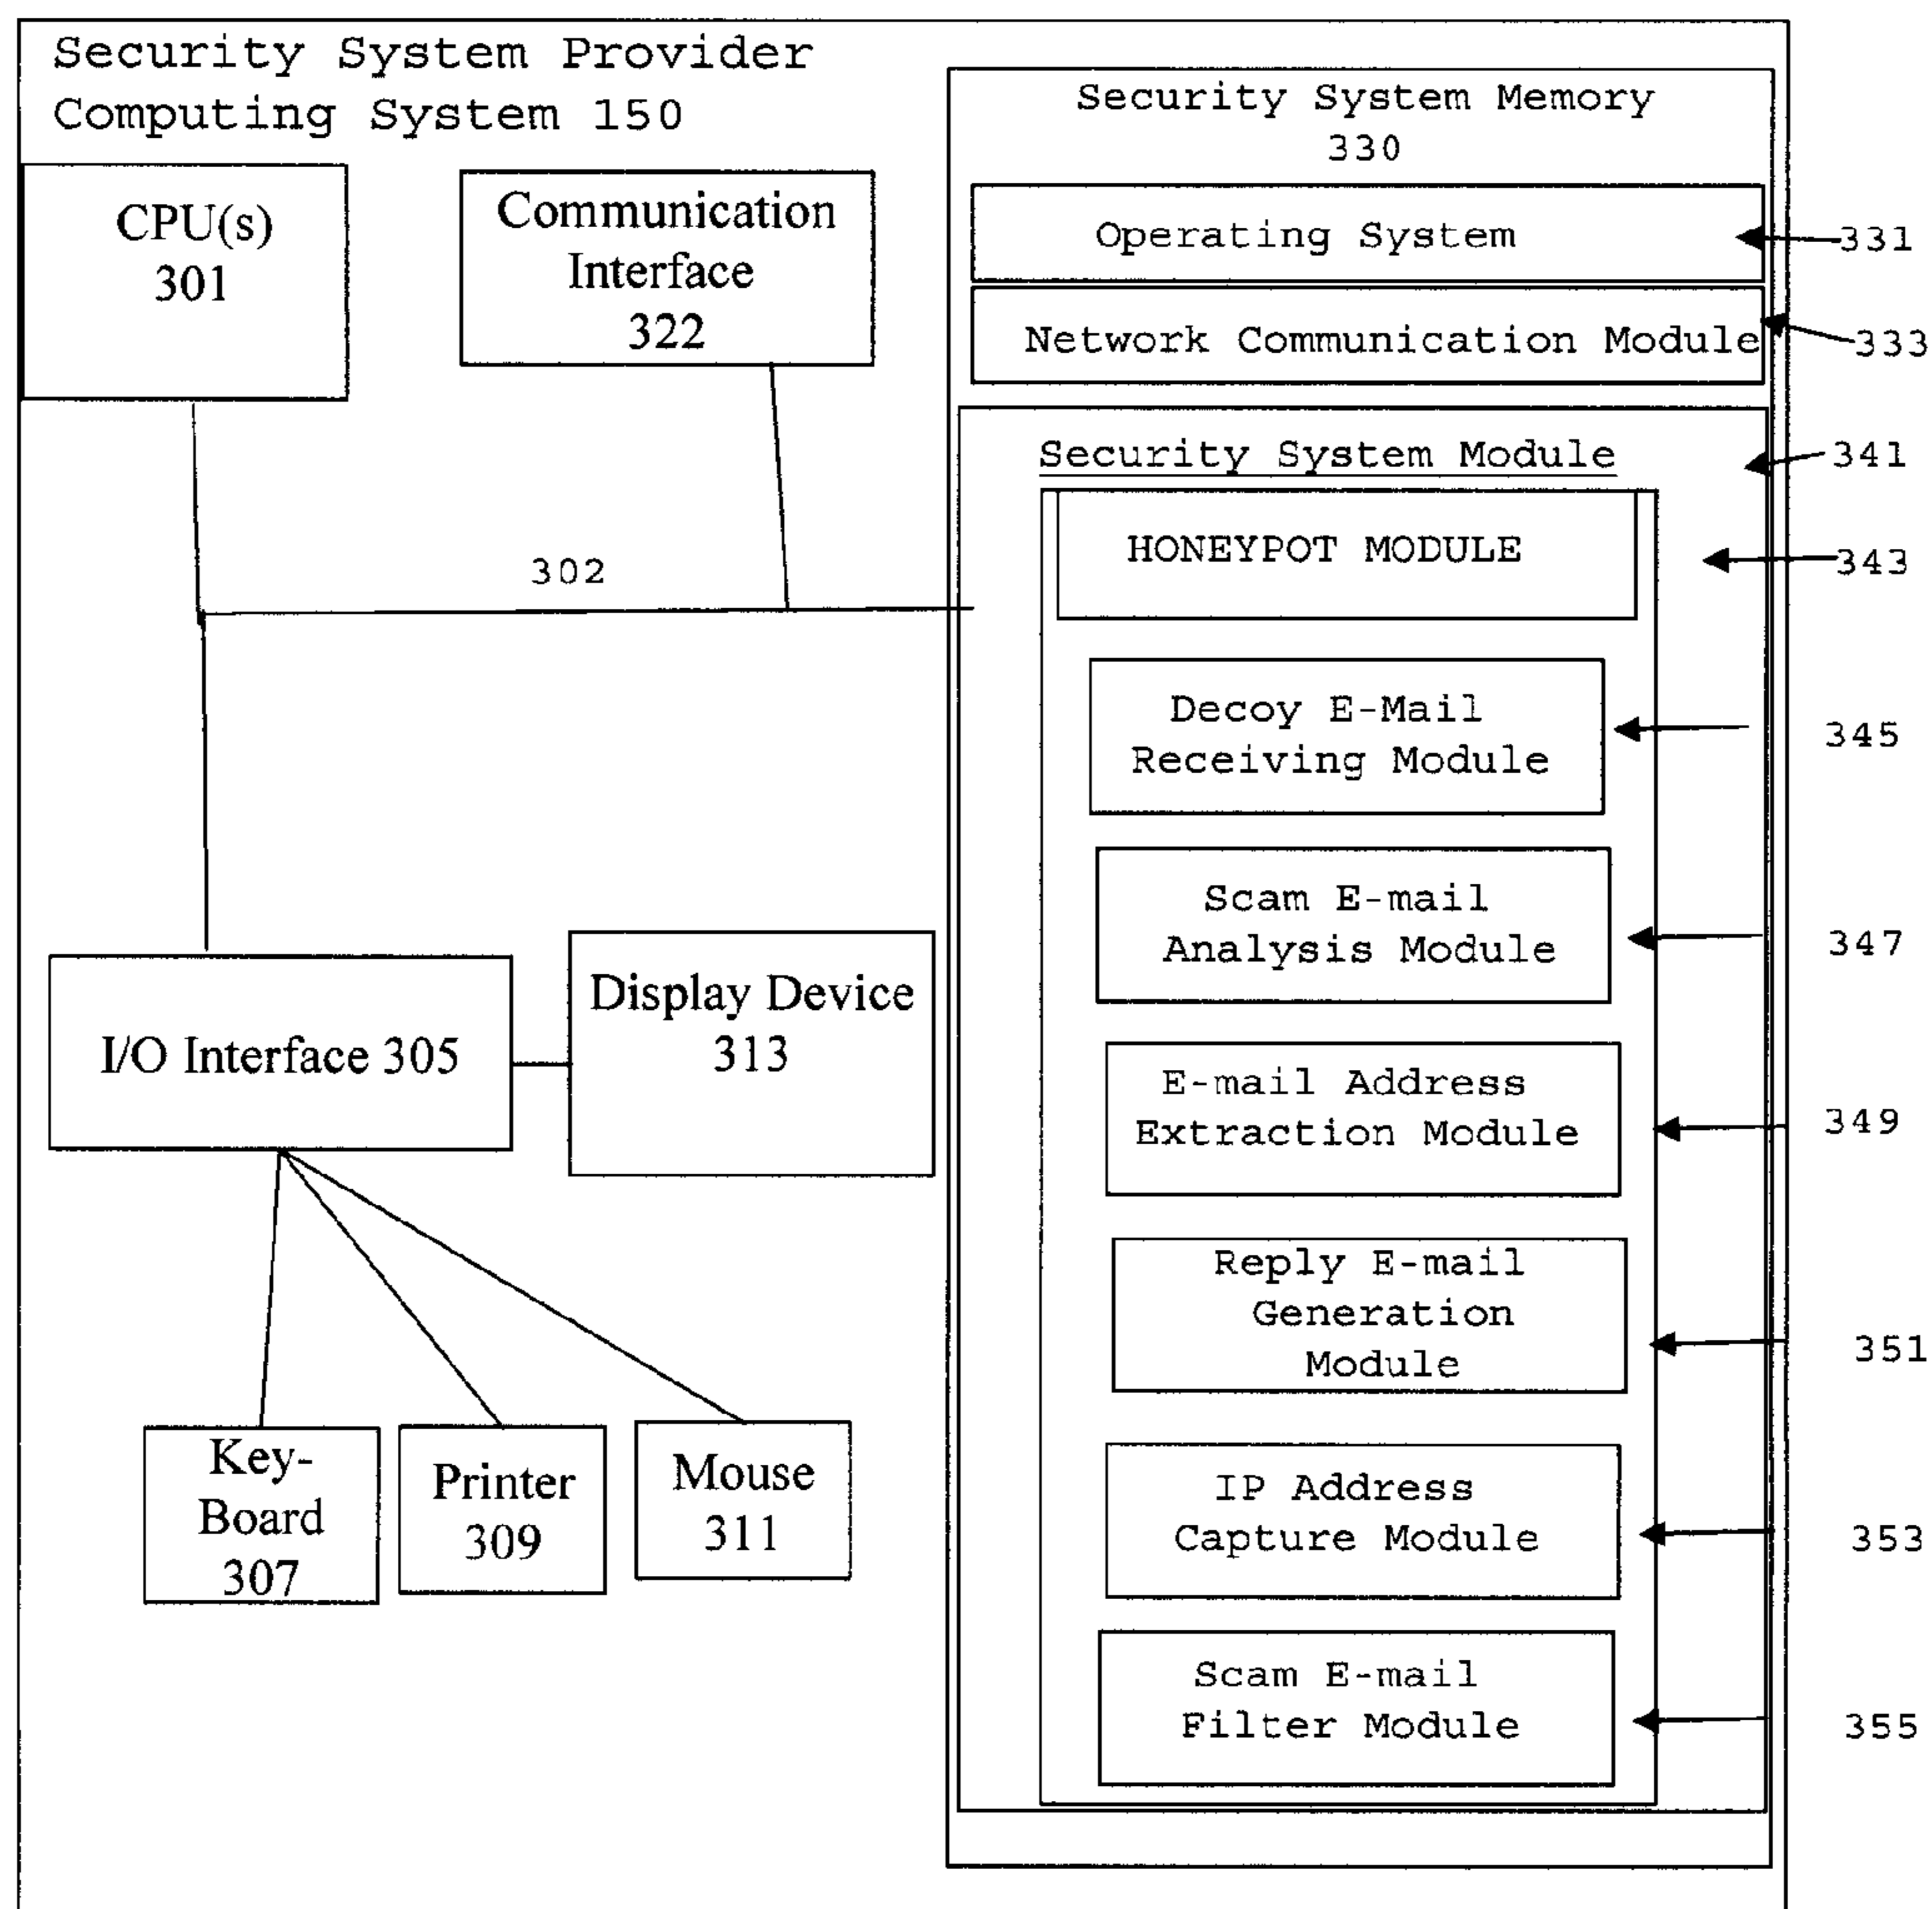 Security System Provider
Computing System 150
CPU(s)
301
Communication
Interface
322
302
I/O Interface 305
Display Device
313
Key-
Board
307
Printer
309
Mouse
311
Security System Memory
330
Operating System
331
Network Communication Module
333
Security System Module
341
HONEYPOT MODULE
343
Decoy E-Mail
Receiving Module
345
Scam E-mail
Analysis Module
347
E-mail Address
Extraction Module
349
Reply E-mail
Generation
Module
351
IP Address
Capture Module
353
Scam E-mail
Filter Module
355